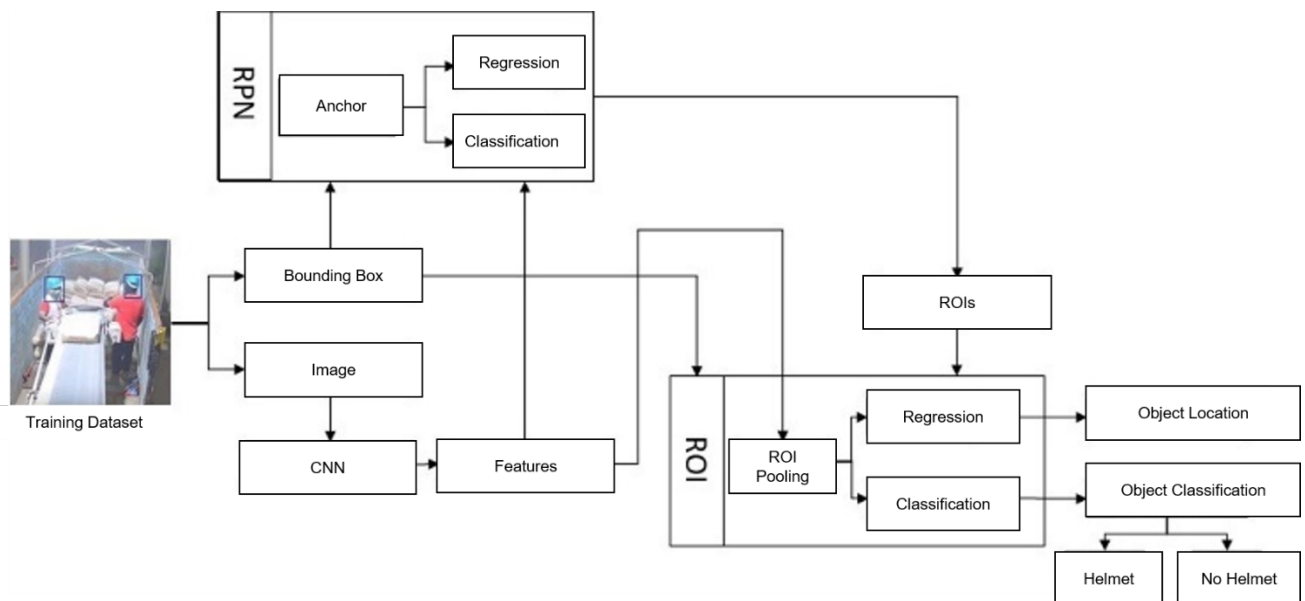 RPN
Regression
Anchor
Classification
Bounding Box
Image
Training Dataset
CNN
Features
ROIs
ROI
ROI
Pooling
Regression
Classification
Object Location
Object Classification
Helmet
No Helmet